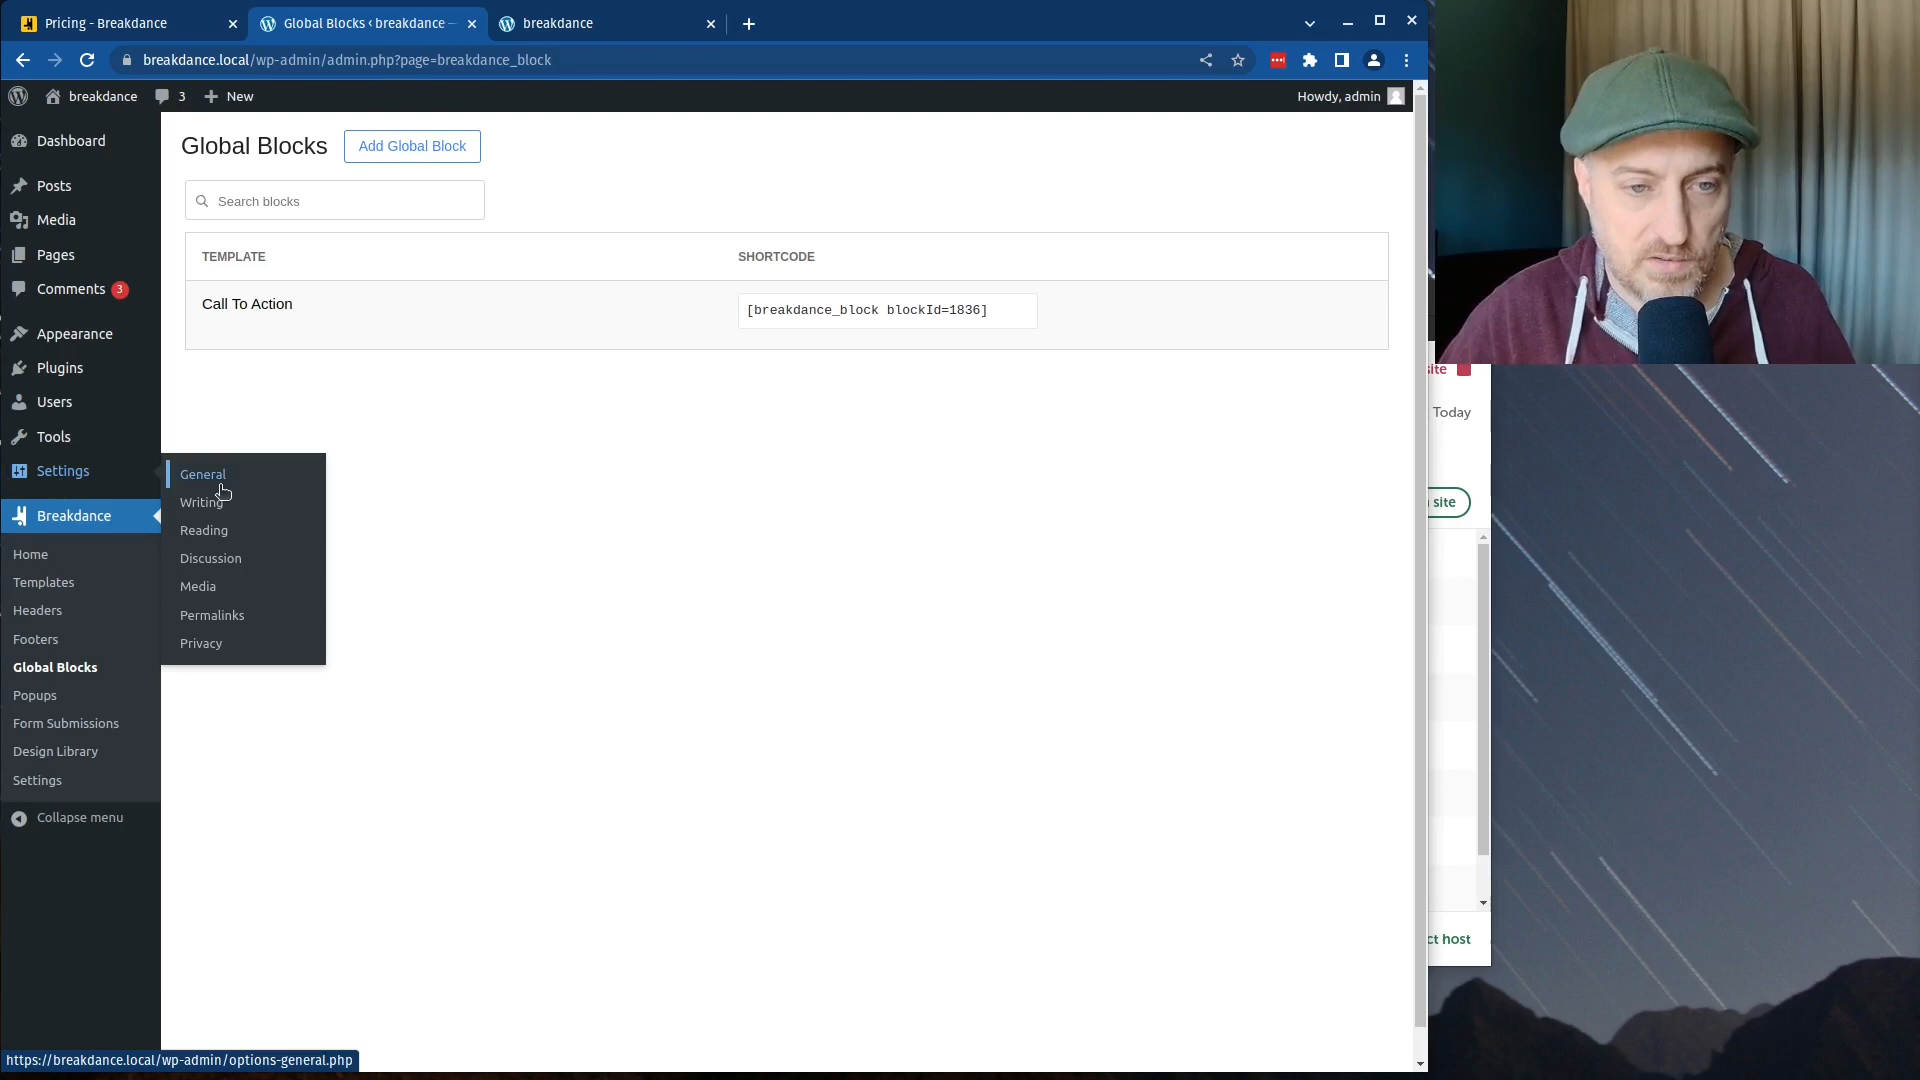 Pricing - Breakdance
Global Blocks ‹ breakdance —
breakdance
breakdance.local/wp-admin/admin.php?page=breakdance_block
breakdance
3
New
Howdy, admin
Dashboard
Posts
Media
Pages
Comments 3
Appearance
Plugins
Users
Tools
Settings
Breakdance
Home
Templates
Headers
Footers
Global Blocks
Popups
Form Submissions
Design Library
Settings
Collapse menu
General
Writing
Reading
Discussion
Media
Permalinks
Privacy
Global Blocks
Add Global Block
Search blocks
TEMPLATE
SHORTCODE
Call To Action
[breakdance_block blockId=1836]
site
Today
site
ct host
https://breakdance.local/wp-admin/options-general.php